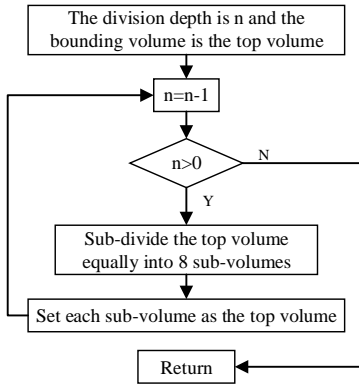 The division depth is n and the
bounding volume is the top volume
n=n-1
n>0
N
Y
Sub-divide the top volume
equally into 8 sub-volumes
Set each sub-volume as the top volume
Return